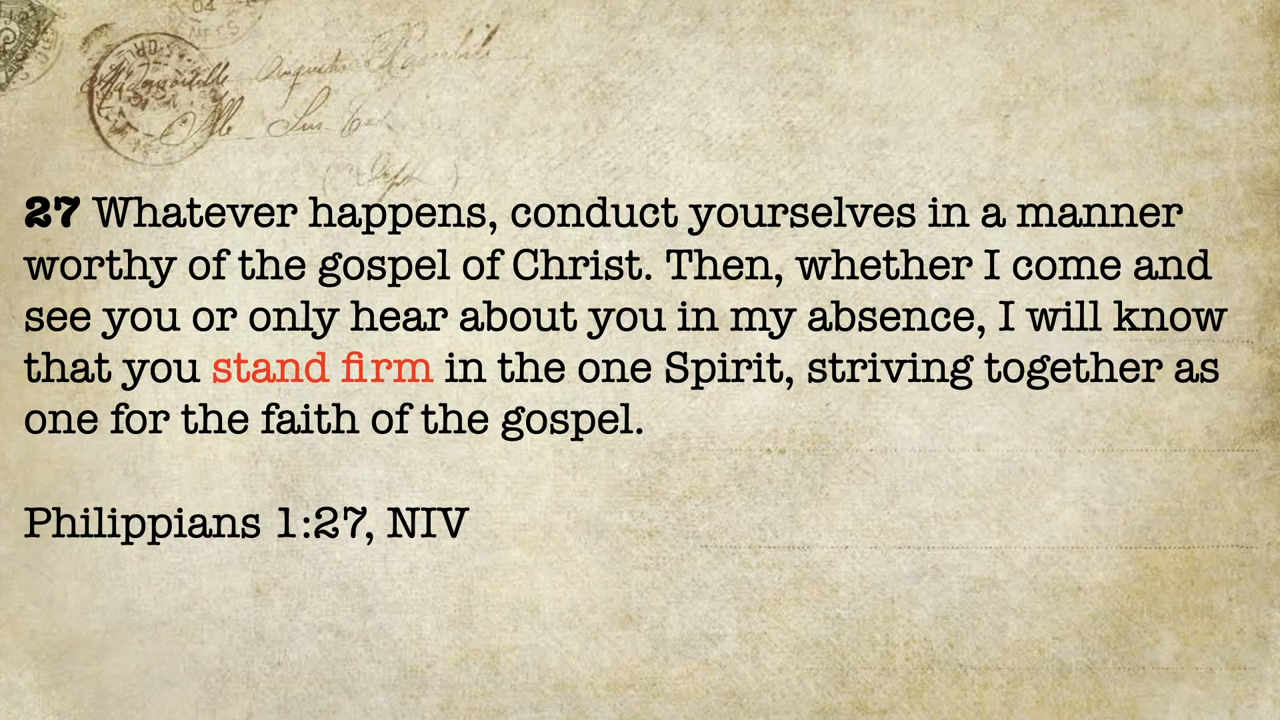 27 Whatever happens, conduct yourselves in a manner
worthy of the gospel of Christ. Then, whether I come and
see you or only hear about you in my absence, I will know
that you stand firm in the one Spirit, striving together as
one for the faith of the gospel.
Philippians 1:27, NIV